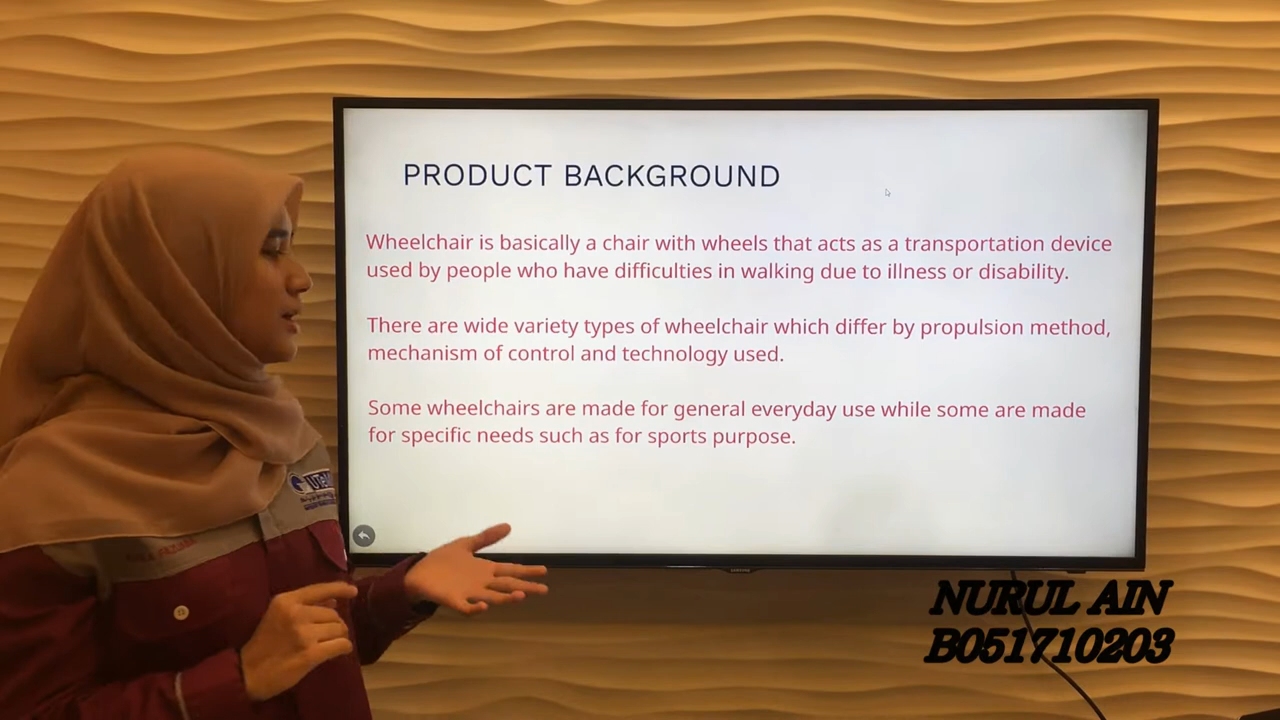 PRODUCT BACKGROUND
Wheelchair is basically a chair with wheels that acts as a transportation device
used by people who have difficulties in walking due to illness or disability.
There are wide variety types of wheelchair which differ by propulsion method,
mechanism of control and technology used.
Some wheelchairs are made for general everyday use while some are made
for specific needs such as for sports purpose.
NURUL AIN
B051710203